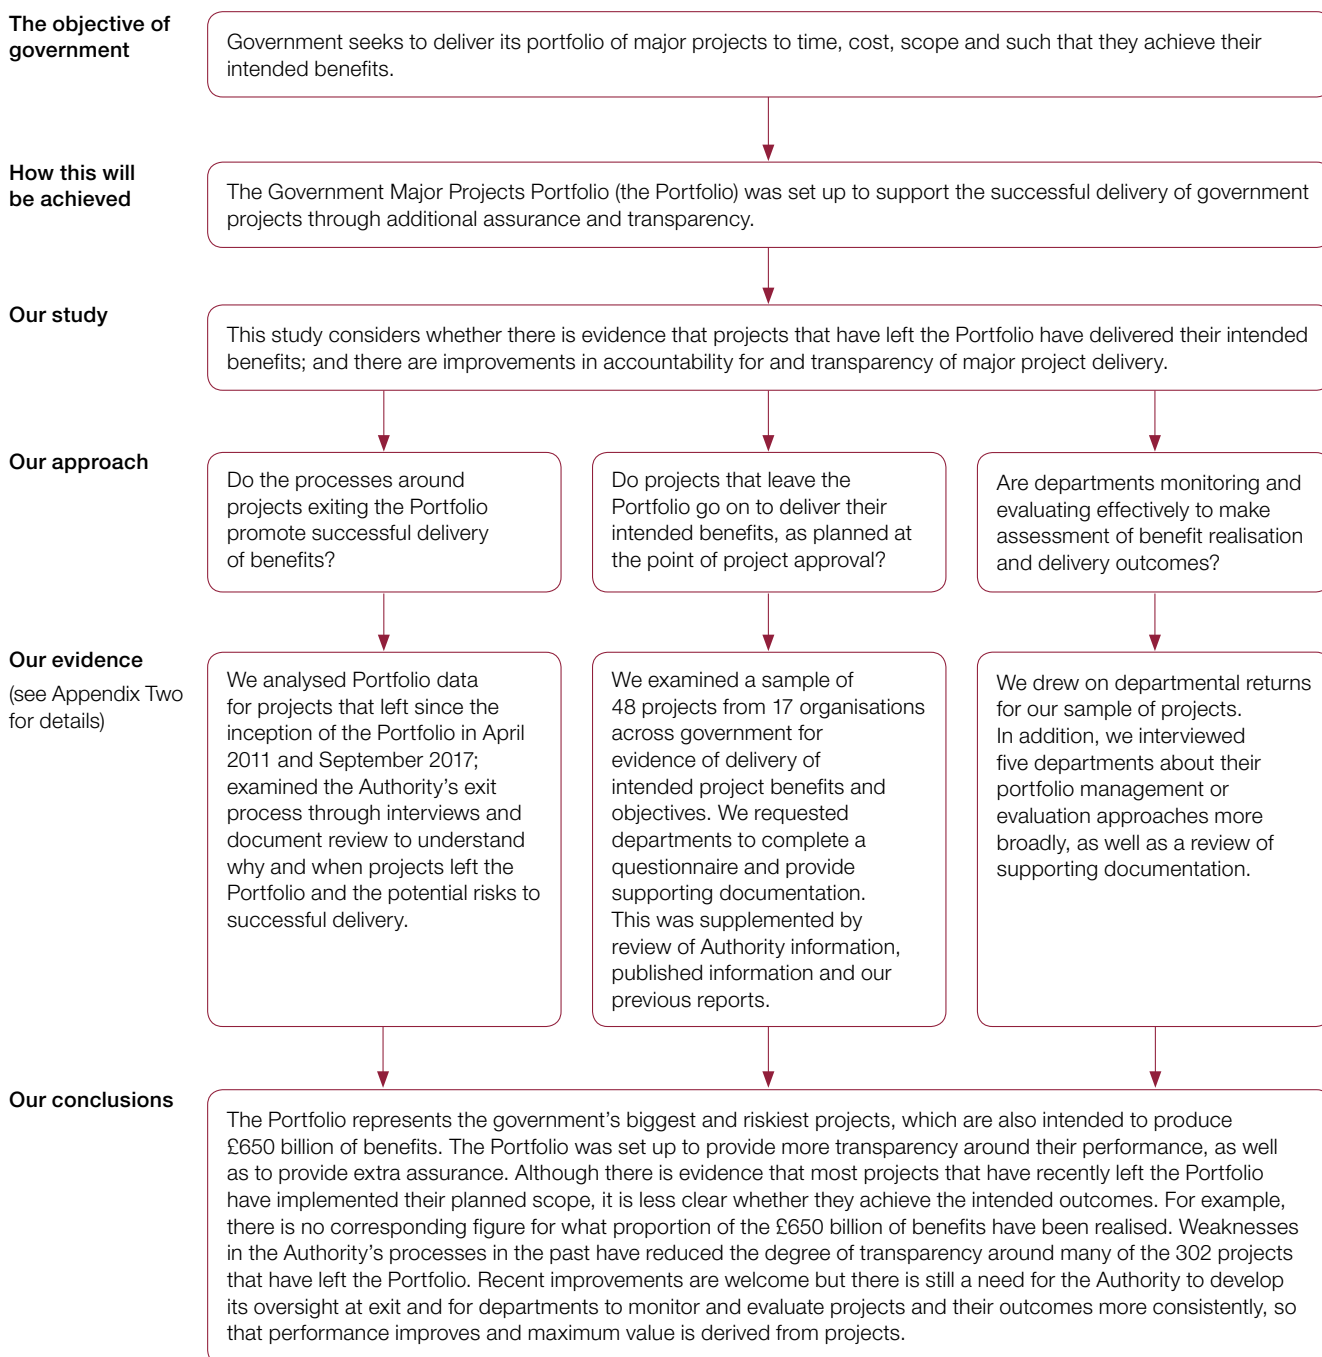 The objective of
government
Government seeks to deliver its portfolio of major projects to time, cost, scope and such that they achieve their
intended benefits.
How this will
be achieved
The Government Major Projects Portfolio (the Portfolio) was set up to support the successful delivery of government
projects through additional assurance and transparency.
Our study
This study considers whether there is evidence that projects that have left the Portfolio have delivered their intended
benefits; and there are improvements in accountability for and transparency of major project delivery.
Our approach
Do the processes around
projects exiting the Portfolio
promote successful delivery
of benefits?
Do projects that leave the
Portfolio go on to deliver their
intended benefits, as planned at
the point of project approval?
Are departments monitoring and
evaluating effectively to make
assessment of benefit realisation
and delivery outcomes?
Our evidence
(see Appendix Two
for details)
We analysed Portfolio data
for projects that left since the
inception of the Portfolio in April
2011 and September 2017;
examined the Authority's exit
process through interviews and
document review to understand
why and when projects left the
Portfolio and the potential risks to
successful delivery.
We examined a sample of
48 projects from 17 organisations
across government for
evidence of delivery of
intended project benefits and
objectives. We requested
departments to complete a
questionnaire and provide
supporting documentation.
This was supplemented by
review of Authority information,
published information and our
previous reports.
We drew on departmental returns
for our sample of projects.
In addition, we interviewed
five departments about their
portfolio management or
evaluation approaches more
broadly, as well as a review of
supporting documentation.
Our conclusions
The Portfolio represents the government's biggest and riskiest projects, which are also intended to produce
£650 billion of benefits. The Portfolio was set up to provide more transparency around their performance, as well
as to provide extra assurance. Although there is evidence that most projects that have recently left the Portfolio
have implemented their planned scope, it is less clear whether they achieve the intended outcomes. For example,
there is no corresponding figure for what proportion of the £650 billion of benefits have been realised. Weaknesses
in the Authority's processes in the past have reduced the degree of transparency around many of the 302 projects
that have left the Portfolio. Recent improvements are welcome but there is still a need for the Authority to develop
its oversight at exit and for departments to monitor and evaluate projects and their outcomes more consistently, so
that performance improves and maximum value is derived from projects.